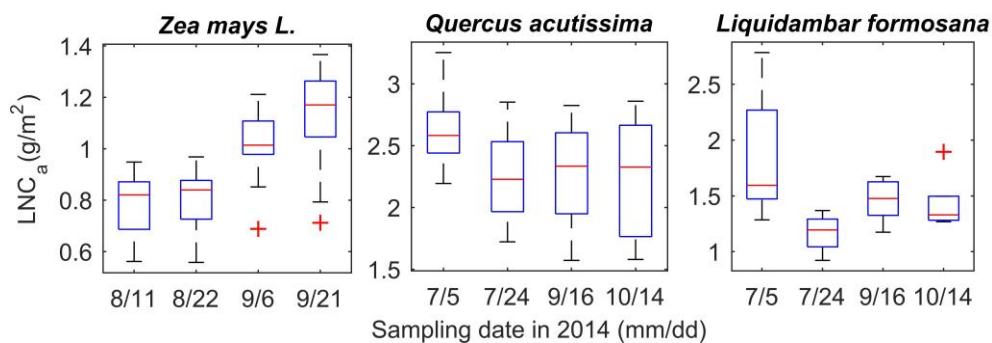 Zea mays L.
Quercus acutissima
Liquidambar formosana
LNCa(g/m2)
1.4
1.2
1
0.8
0.6
8/11 8/22 9/6 9/21
3
2.5
2
1.5
7/5 7/24 9/16 10/14
2.5
2
1.5
1
7/5 7/24 9/16 10/14
Sampling date in 2014 (mm/dd)